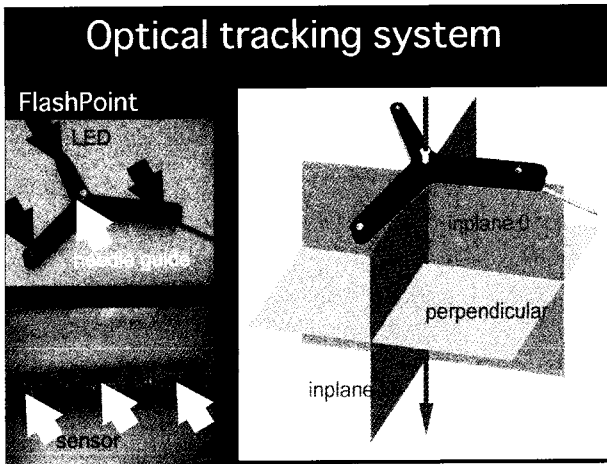 Optical tracking system
FlashPoint
LED
needle guide
sensor
inplane 0
perpendicular
inplane